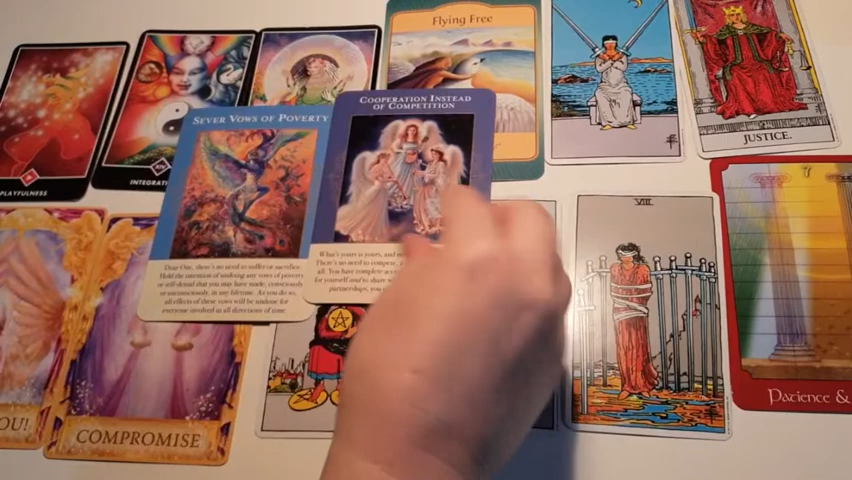 PLAYFULNESS
INTEGRAT
Flying Free
JUSTICE.
SEVER VOWS OF POVERTY
Dear One, there's no need to suffer or sacrifice.
Hold the intention of undoing any vows of poverty
or self-denial that you may have made, consciously
or unconsciously, in any lifetime. As you do so,
all effects of these vows will be undone for
everyone involved in all directions of time.
COOPERATION INSTEAD
OF COMPETITION
What's yours is yours, and
There's no need to compete,
all. You have complete
for yourself and to share
partnerships, you
VIII
7
Patience &
YOU!
COMPROMISE